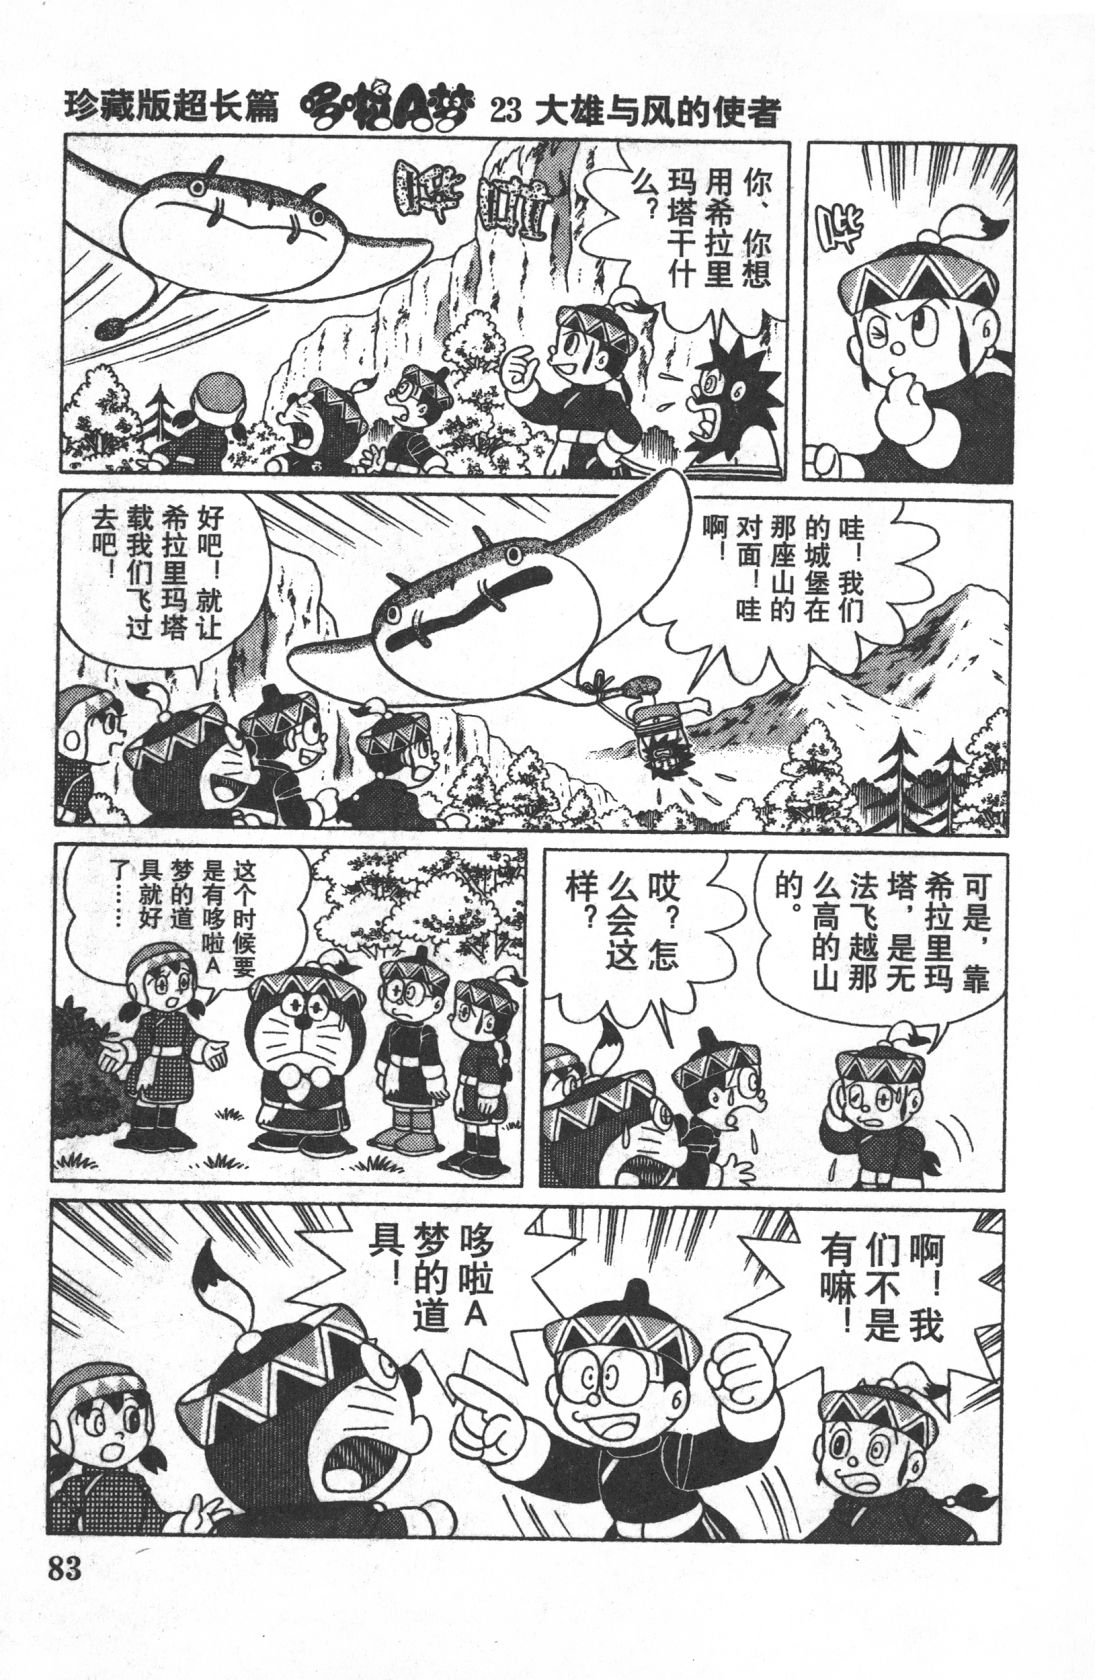 珍藏版超长篇 哆啦A梦 23 大雄与风的使者
哗
你、你想
用希拉里
玛塔干什
么？
哗啦
哇！我们
的城堡在
那座山的
对面！哇
啊！
好吧！就让
希拉里玛塔
载我们飞过
去吧！
可是，靠
希拉里玛
塔，是无
法飞越那
么高的山
的。
哎？怎
么会这
样？
这个时候要
是有哆啦A
梦的道
具就好
了……
啊！我
们不是
有嘛！
哆啦A
梦的道
具！
83